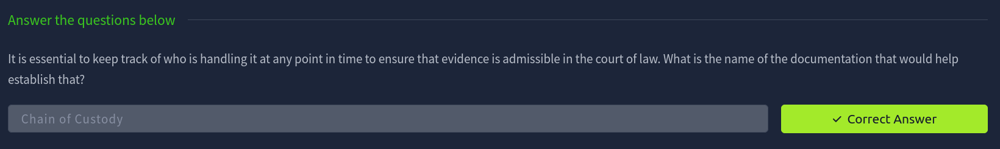 Answer the questions below
It is essential to keep track of who is handling it at any point in time to ensure that evidence is admissible in the court of law. What is the name of the documentation that would help
establish that?
Chain of Custody
Correct Answer